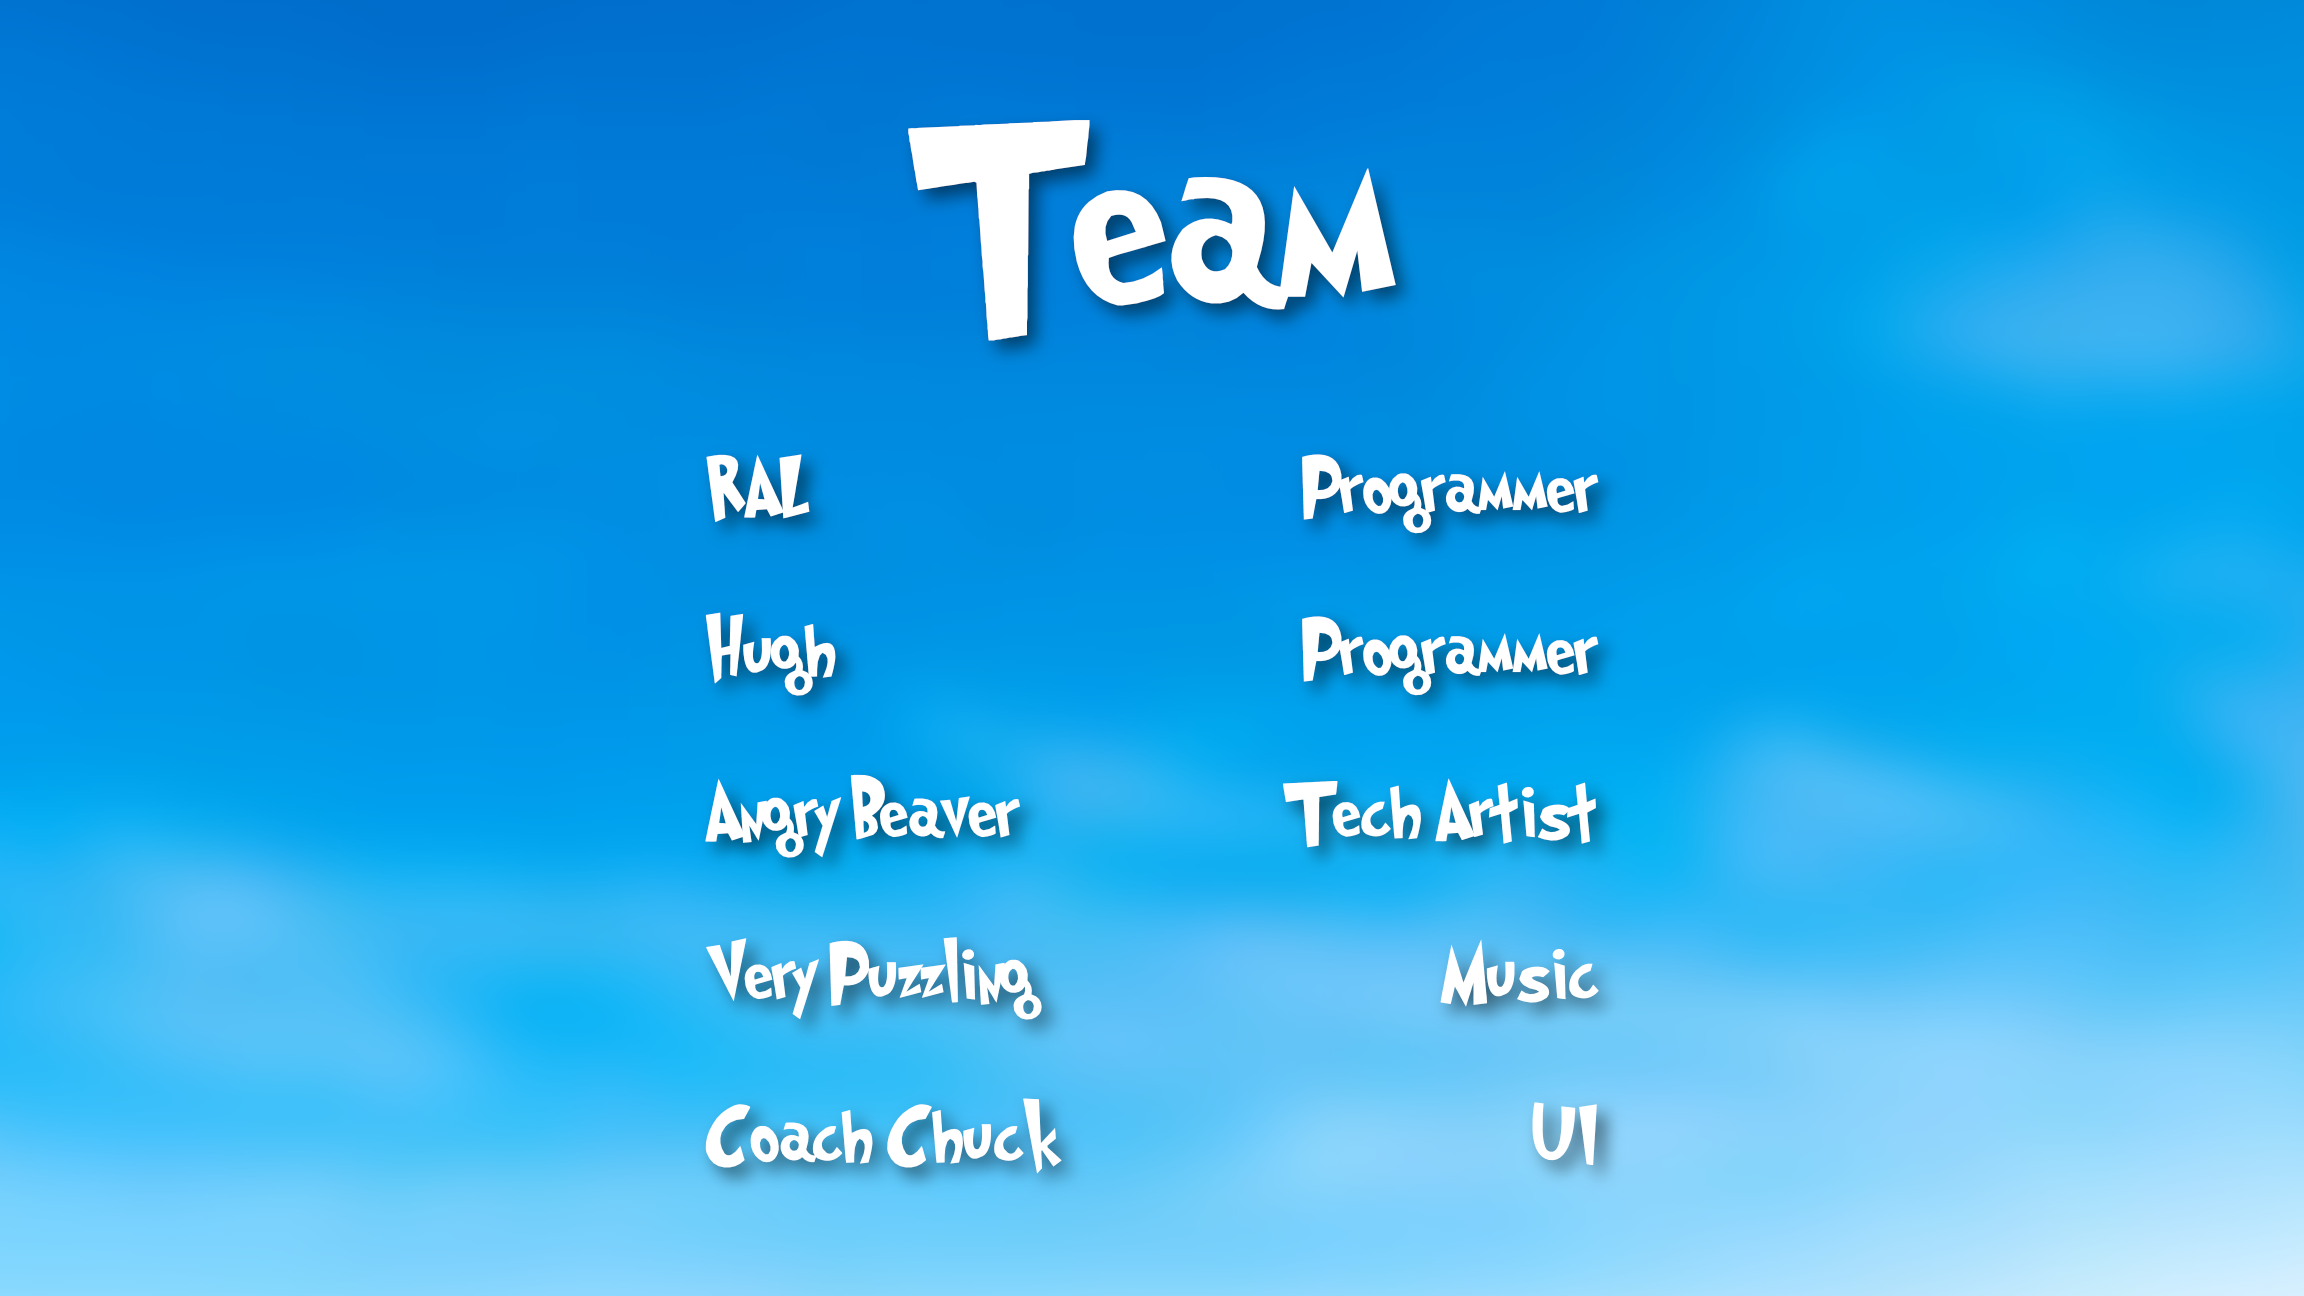 Team
RAL Programmer
Hugh Programmer
Angry Beaver Tech Artist
Very Puzzling Music
Coach Chuck UI